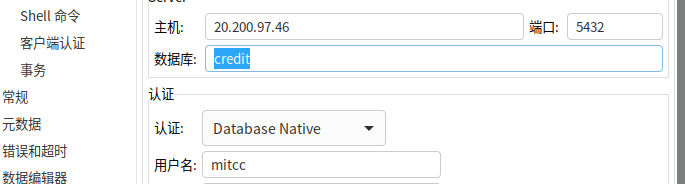 Server
Shell 命令
客户端认证
事务
常规
元数据
错误和超时
数据编辑器
主机: 20.200.97.46 端口: 5432
数据库: credit
认证
认证: Database Native
用户名: mitcc